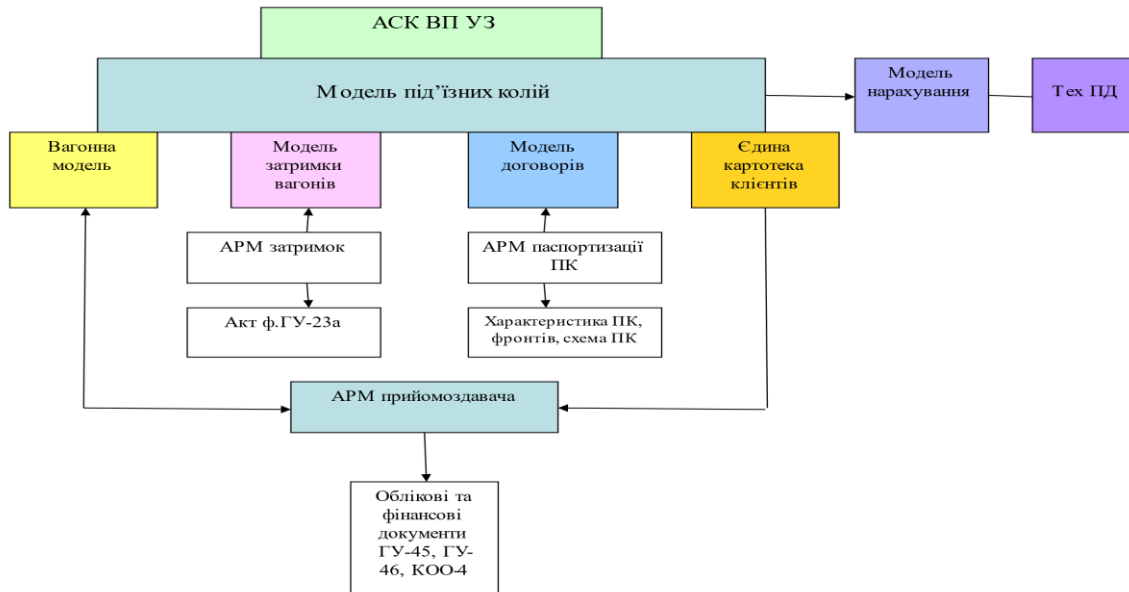 АСК ВП УЗ
Модель під’їзних колій
Модель
нарахування
Тех ПД
Вагонна
модель
Модель
затримки
вагонів
Модель
договорів
Єдина
картотека
клієнтів
АРМ затримок
АРМ паспортизації
ПК
Акт ф.ГУ-23а
Характеристика ПК,
фронтів, схема ПК
АРМ прийомоздавача
Облікові та
фінансові
документи
ГУ-45, ГУ-
46, КОО-4